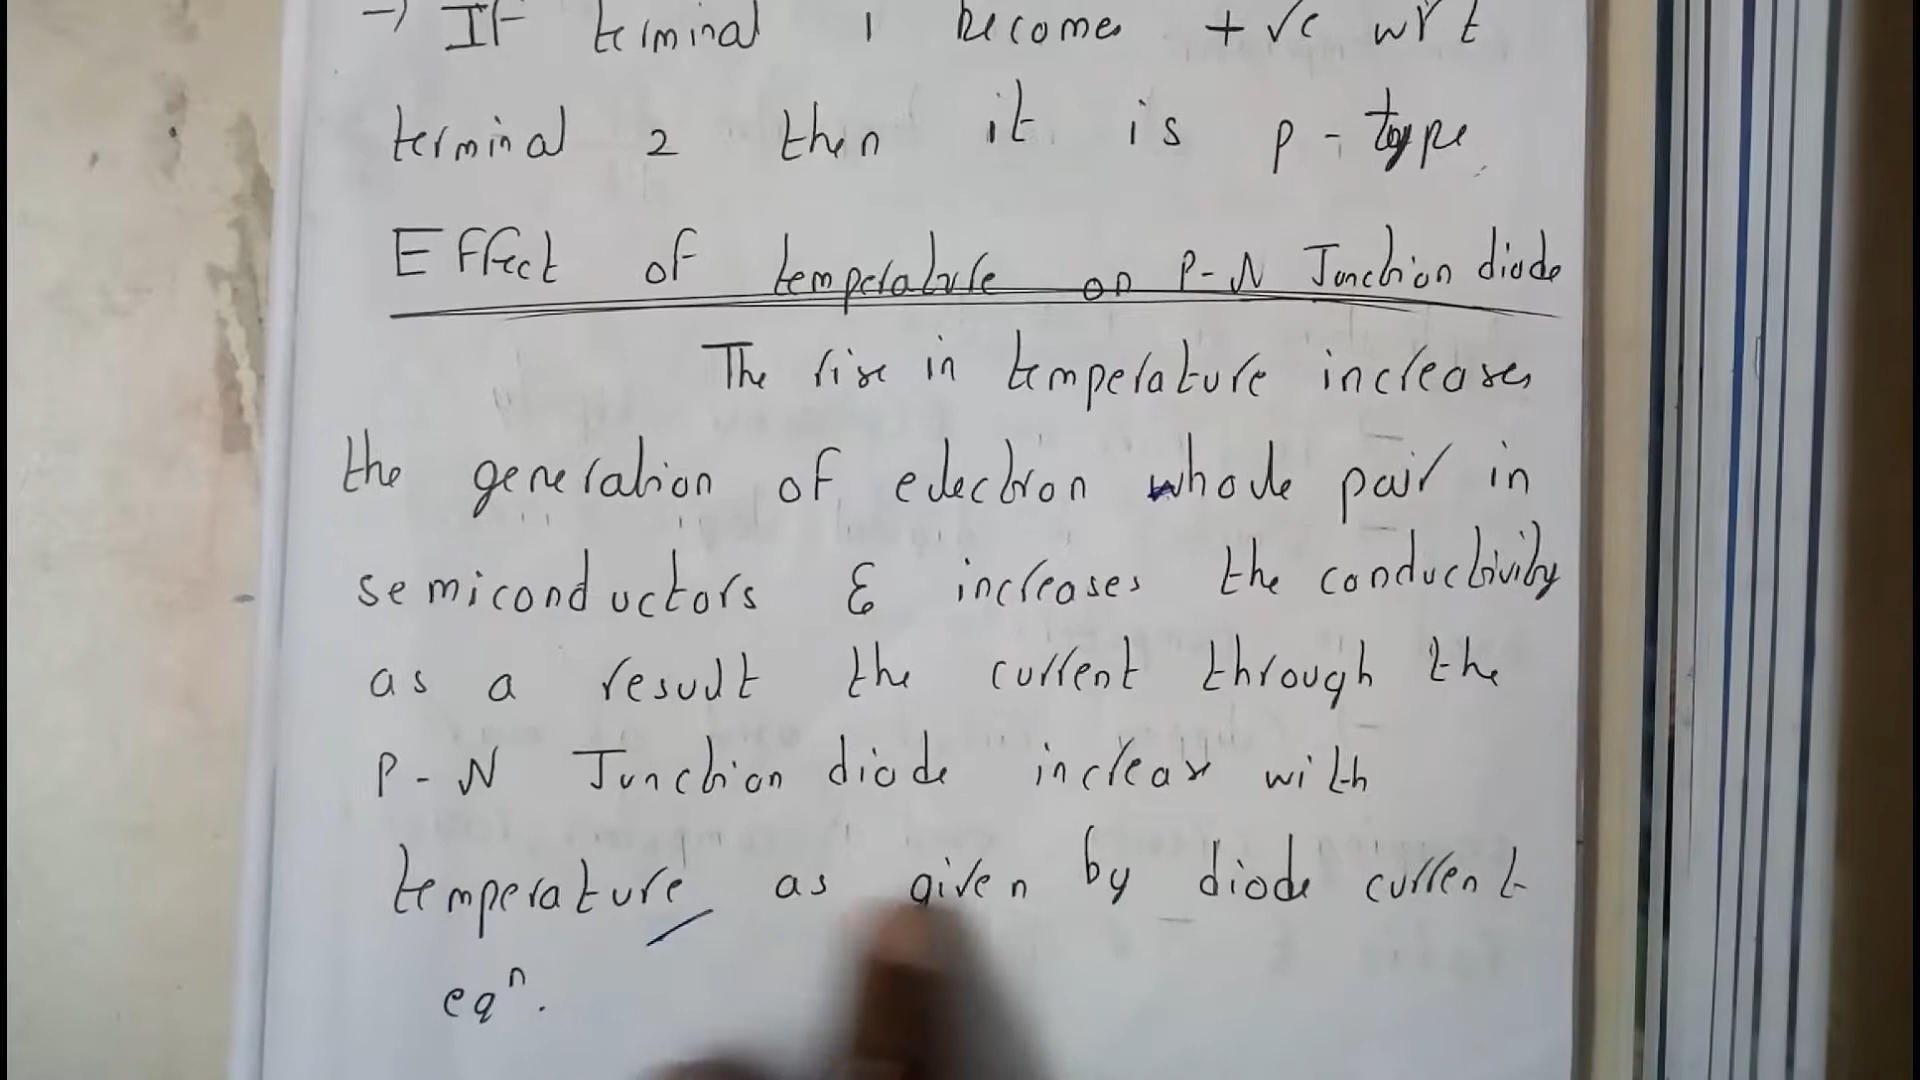 → If terminal 1 become +ve wrt
terminal 2 then it is p-type
Effect of temperature on P-N Junction diode
The rise in temperature increases
the generation of electron whole pair in
semiconductors & increases the conductivity
as a result the current through the
P-N Junction diode increase with
temperature as given by diode current
eqⁿ.